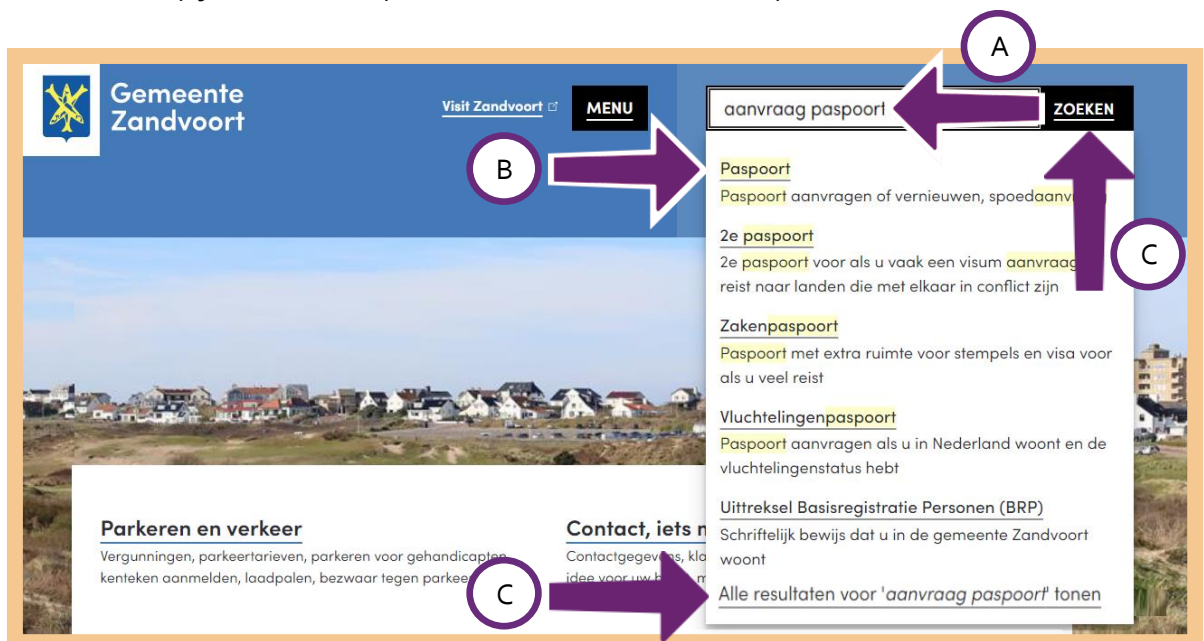 A
Gemeente
Zandvoort
Visit Zandvoort
MENU
aanvraag paspoort
ZOEKEN
B
Paspoort
Paspoort aanvragen of vernieuwen, spoedaanv
2e paspoort
2e paspoort voor als u vaak een visum aanvraag
reist naar landen die met elkaar in conflict zijn
C
Zakenpaspoort
Paspoort met extra ruimte voor stempels en visa voor
als u veel reist
Vluchtelingenpaspoort
Paspoort aanvragen als u in Nederland woont en de
vluchtelingenstatus hebt
Uittreksel Basisregistratie Personen (BRP)
Schriftelijk bewijs dat u in de gemeente Zandvoort
woont
Alle resultaten voor 'aanvraag paspoort' tonen
Parkeren en verkeer
Vergunningen, parkeertarieven, parkeren voor gehandicapten,
kenteken aanmelden, laadpalen, bezwaar tegen parkee
Contact, iets
Contactgegevens,
idee voor uw
C